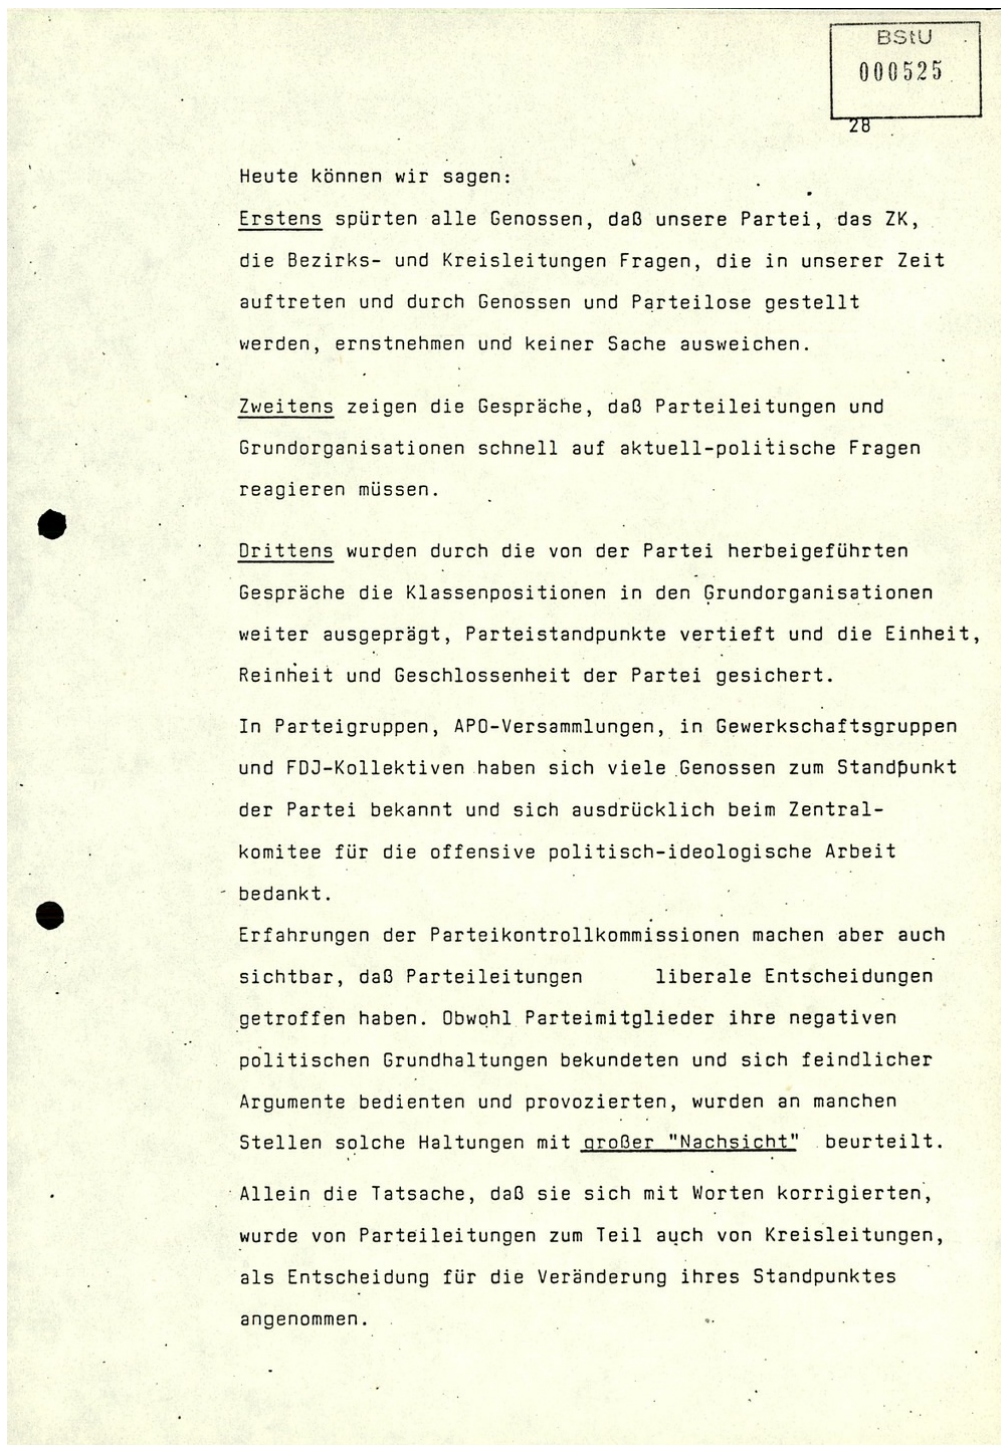 BStU
000525
28
Heute können wir sagen:
Erstens spürten alle Genossen, daß unsere Partei, das ZK,
die Bezirks- und Kreisleitungen Fragen, die in unserer Zeit
auftreten und durch Genossen und Parteilose gestellt
werden, ernstnehmen und keiner Sache ausweichen.
Zweitens zeigen die Gespräche, daß Parteileitungen und
Grundorganisationen schnell auf aktuell-politische Fragen
reagieren müssen.
Drittens wurden durch die von der Partei herbeigeführten
Gespräche die Klassenpositionen in den Grundorganisationen
weiter ausgeprägt, Parteistandpunkte vertieft und die Einheit,
Reinheit und Geschlossenheit der Partei gesichert.
In Parteigruppen, APO-Versammlungen, in Gewerkschaftsgruppen
und FDJ-Kollektiven haben sich viele Genossen zum Standpunkt
der Partei bekannt und sich ausdrücklich beim Zentral-
komitee für die offensive politisch-ideologische Arbeit
bedankt.
Erfahrungen der Parteikontrollkommissionen machen aber auch
sichtbar, daß Parteileitungen liberale Entscheidungen
getroffen haben. Obwohl Parteimitglieder ihre negativen
politischen Grundhaltungen bekundeten und sich feindlicher
Argumente bedienten und provozierten, wurden an manchen
Stellen solche Haltungen mit großer "Nachsicht" beurteilt.
Allein die Tatsache, daß sie sich mit Worten korrigierten,
wurde von Parteileitungen zum Teil auch von Kreisleitungen,
als Entscheidung für die Veränderung ihres Standpunktes
angenommen.